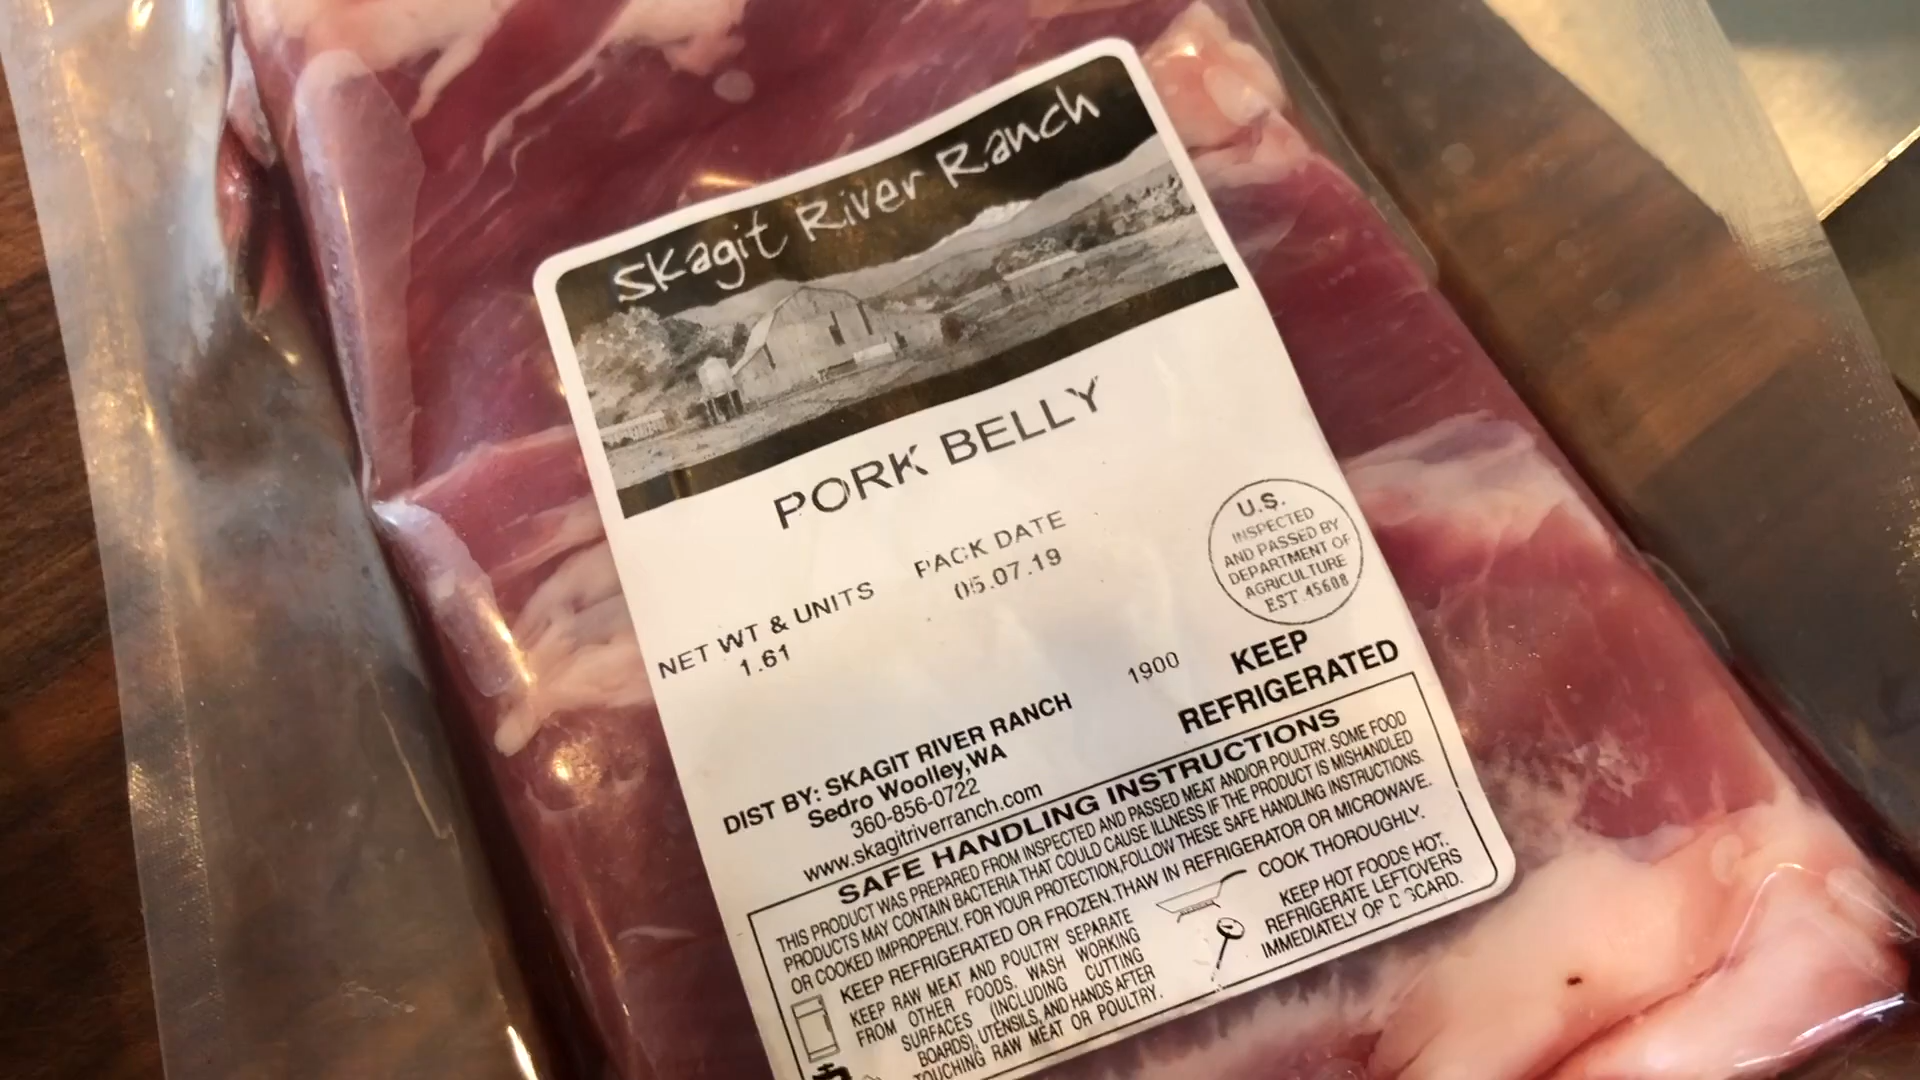 Skagit River Ranch
PORK BELLY
NET WT & UNITS
1.61
PACK DATE
05.07.19
U.S.
INSPECTED
AND PASSED BY
DEPARTMENT OF
AGRICULTURE
EST.45608
1900
KEEP
REFRIGERATED
DIST BY: SKAGIT RIVER RANCH
Sedro Woolley,WA
360-856-0722
www.skagitriverranch.com
SAFE HANDLING INSTRUCTIONS
THIS PRODUCT WAS PREPARED FROM INSPECTED AND PASSED MEAT AND/OR POULTRY. SOME FOOD
PRODUCTS MAY CONTAIN BACTERIA THAT COULD CAUSE ILLNESS IF THE PRODUCT IS MISHANDLED
OR COOKED IMPROPERLY. FOR YOUR PROTECTION,FOLLOW THESE SAFE HANDLING INSTRUCTIONS.
KEEP REFRIGERATED OR FROZEN.THAW IN REFRIGERATOR OR MICROWAVE.
KEEP RAW MEAT AND POULTRY SEPARATE
FROM OTHER FOODS. WASH WORKING
SURFACES (INCLUDING CUTTING
BOARDS), UTENSILS, AND HANDS AFTER
TOUCHING RAW MEAT OR POULTRY.
COOK THOROUGHLY.
KEEP HOT FOODS HOT.
REFRIGERATE LEFTOVERS
IMMEDIATELY OR DISCARD.